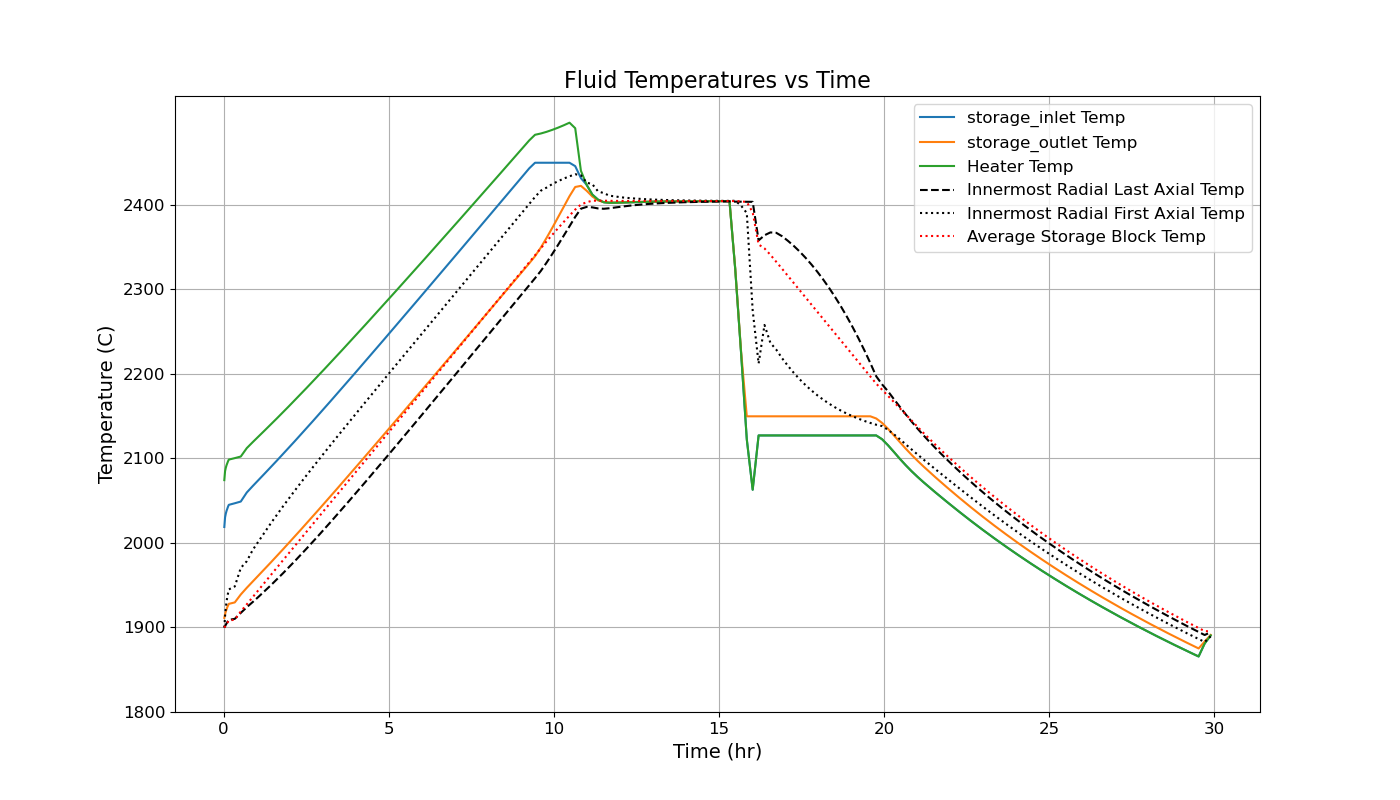 Fluid Temperatures vs Time
storage_inlet Temp
storage_outlet Temp
Heater Temp
Innermost Radial Last Axial Temp
Innermost Radial First Axial Temp
Average Storage Block Temp
Temperature (C)
2400
2300
2200
2100
2000
1900
1800
0 5 10 15 20 25 30
Time (hr)